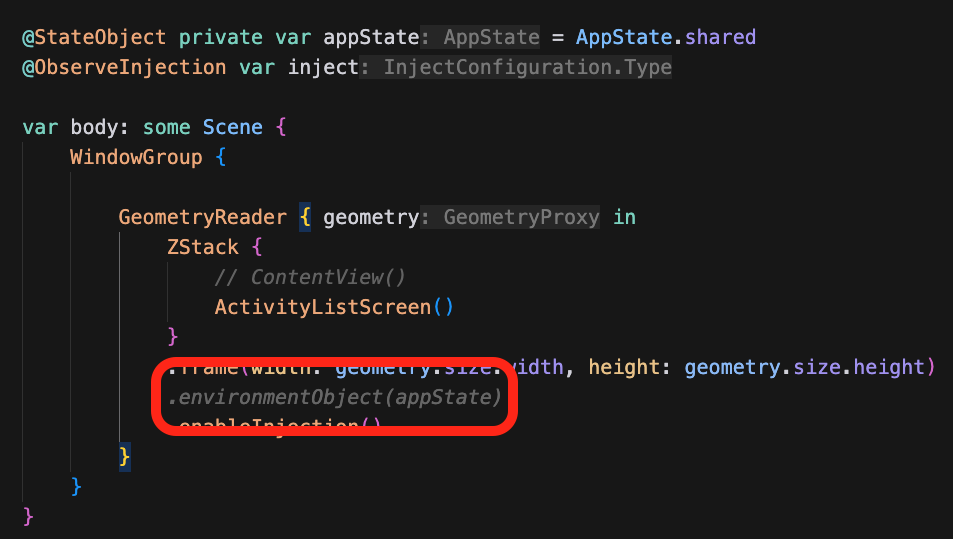 @StateObject private var appState: AppState = AppState.shared
@ObserveInjection var inject: InjectConfiguration.Type
var body: some Scene {
WindowGroup {
GeometryReader { geometry: GeometryProxy in
ZStack {
// ContentView()
ActivityListScreen()
}
.frame(width: geometry.size.width, height: geometry.size.height)
.environmentObject(appState)
.enableInjection()
}
}
}